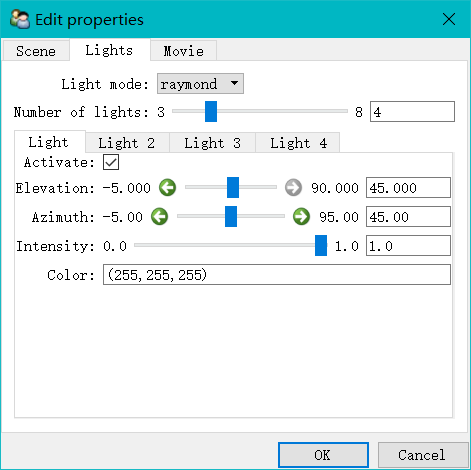 Edit properties
Scene Lights Movie
Light mode: raymond
Number of lights: 3 8 4
Light Light 2 Light 3 Light 4
Activate:
Elevation: -5.000 90.000 45.000
Azimuth: -5.00 95.00 45.00
Intensity: 0.0 1.0 1.0
Color: (255,255,255)
OK Cancel